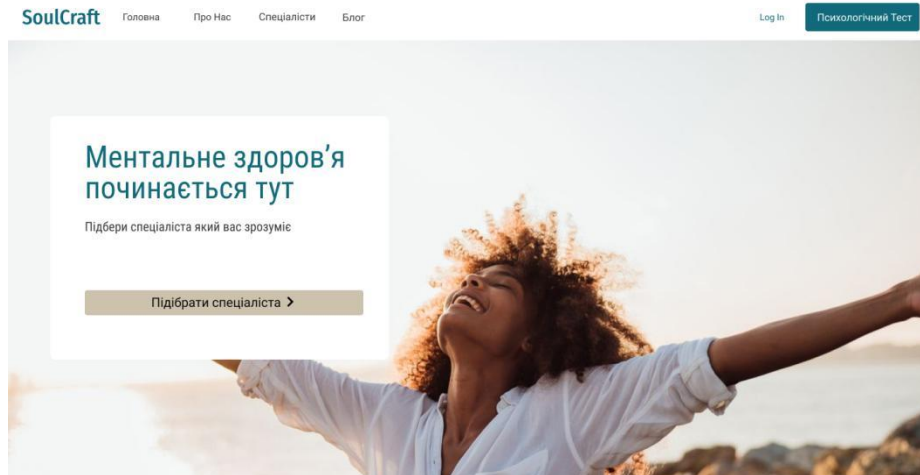 SoulCraft Головна Про Нас Спеціалісти Блог Log In Психологічний Тест
Ментальне здоров’я
починається тут
Підбери спеціаліста який вас зрозуміє
Підібрати спеціаліста